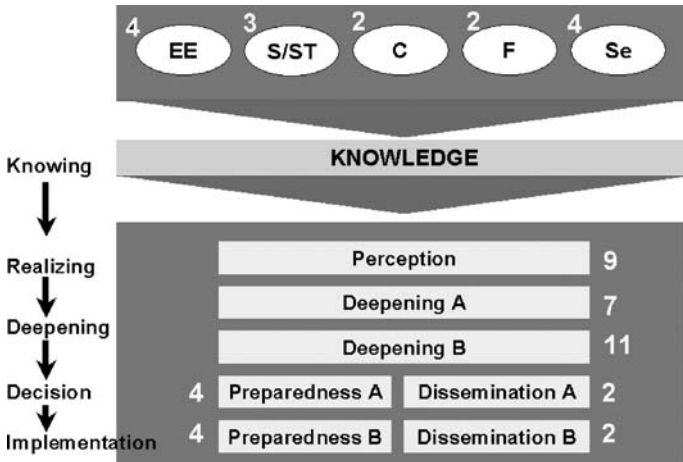 4 3 2 2 4
EE S/ST C F Se
KNOWLEDGE
Knowing
Realizing
Perception 9
Deepening A 7
Deepening
Deepening B 11
Decision
4 Preparedness A Dissemination A 2
Implementation
4 Preparedness B Dissemination B 2